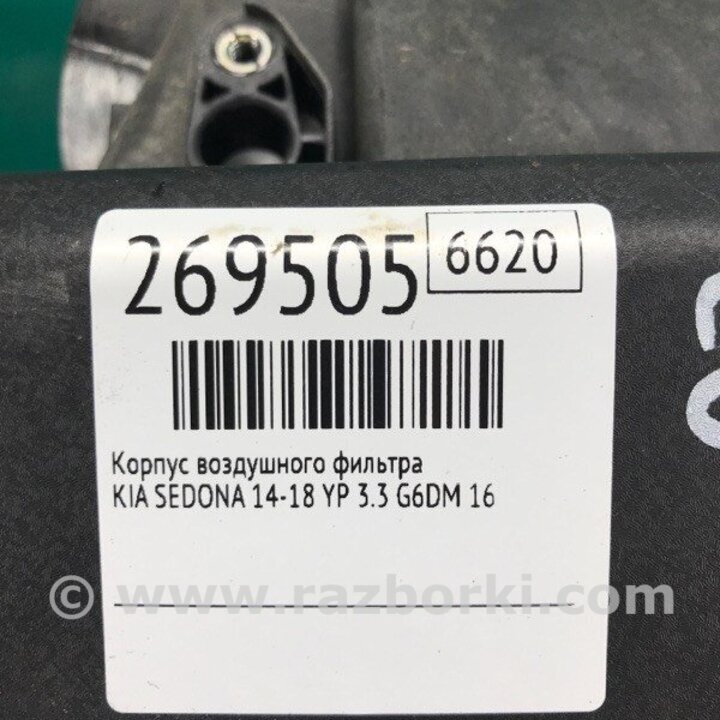 269505 6620
Корпус воздушного фильтра
KIA SEDONA 14-18 YP 3.3 G6DM 16
© www.razborki.com